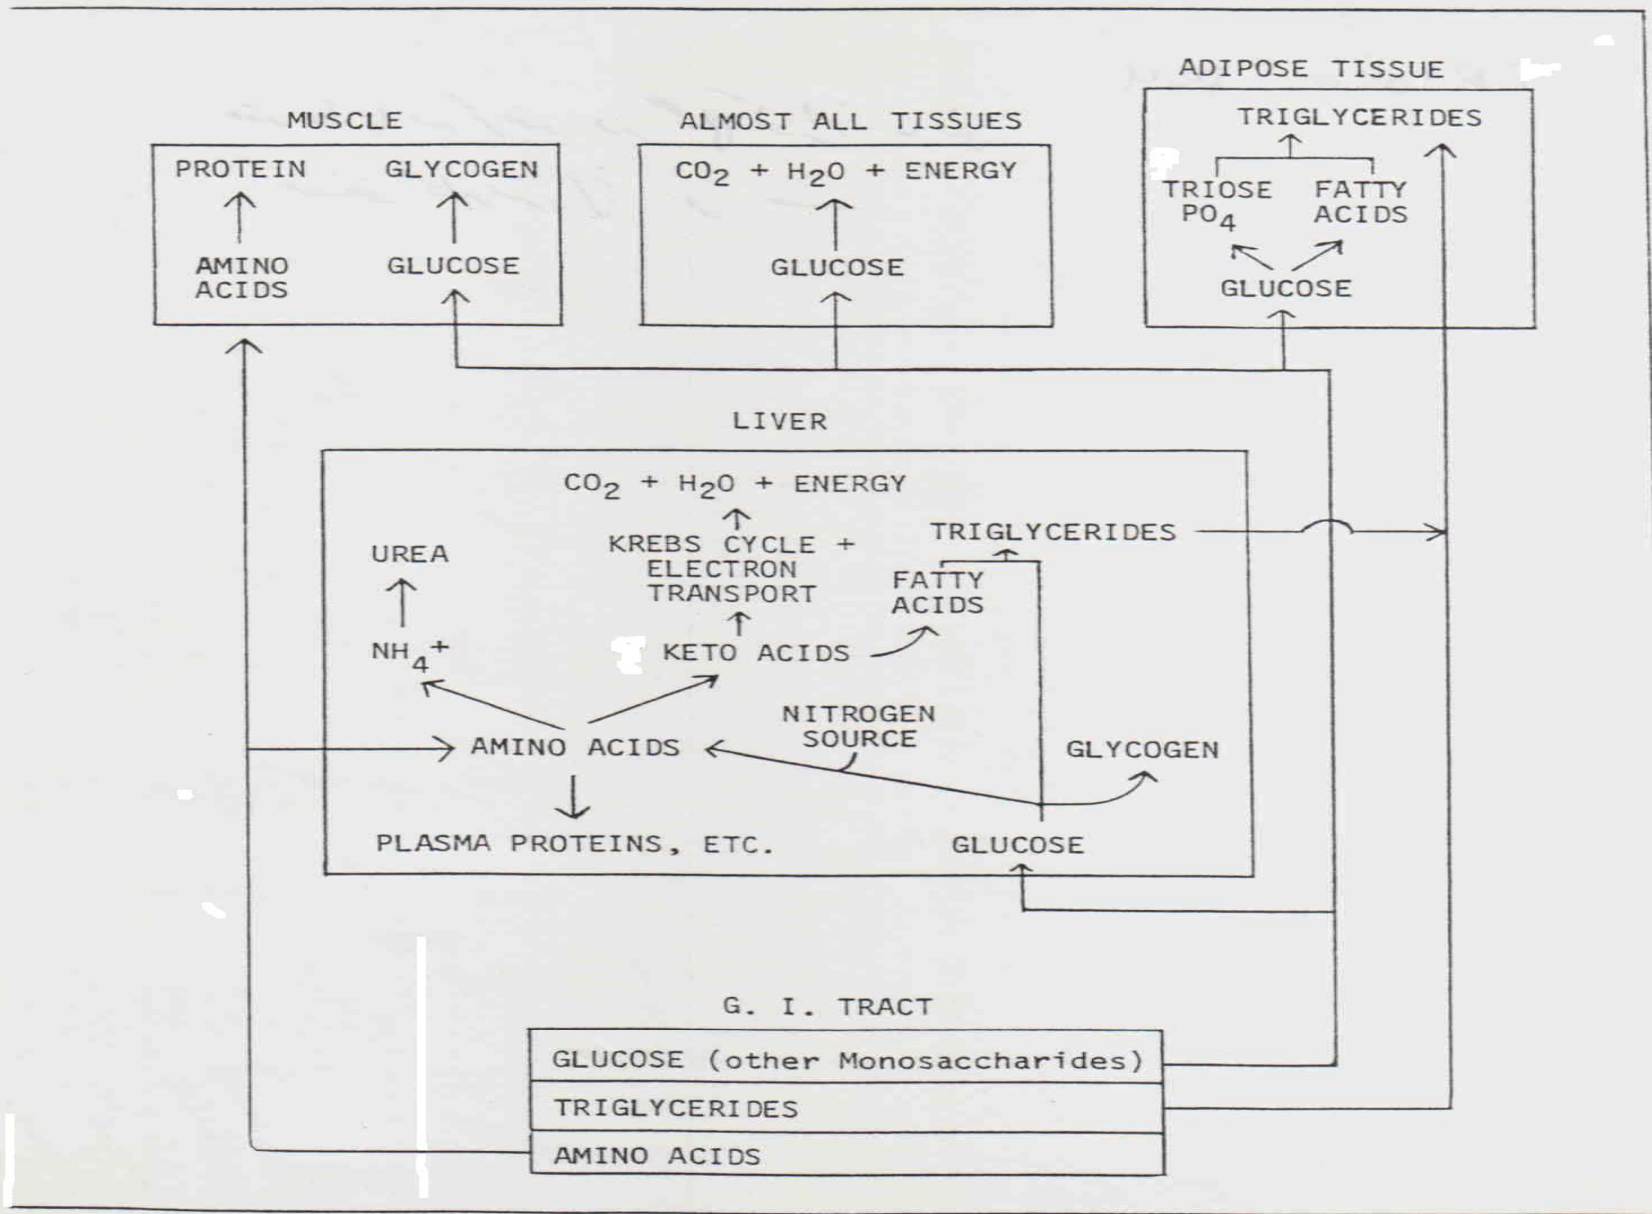 ADIPOSE TISSUE
MUSCLE
ALMOST ALL TISSUES
TRIGLYCERIDES
PROTEIN GLYCOGEN
CO2 + H2O + ENERGY
TRIOSE
PO4
FATTY
ACIDS
AMINO
ACIDS
GLUCOSE
GLUCOSE
GLUCOSE
LIVER
CO2 + H2O + ENERGY
TRIGLYCERIDES
UREA
KREBS CYCLE +
ELECTRON
TRANSPORT
FATTY
ACIDS
NH4+
KETO ACIDS
NITROGEN
SOURCE
AMINO ACIDS
GLYCOGEN
PLASMA PROTEINS, ETC.
GLUCOSE
G. I. TRACT
GLUCOSE (other Monosaccharides)
TRIGLYCERIDES
AMINO ACIDS